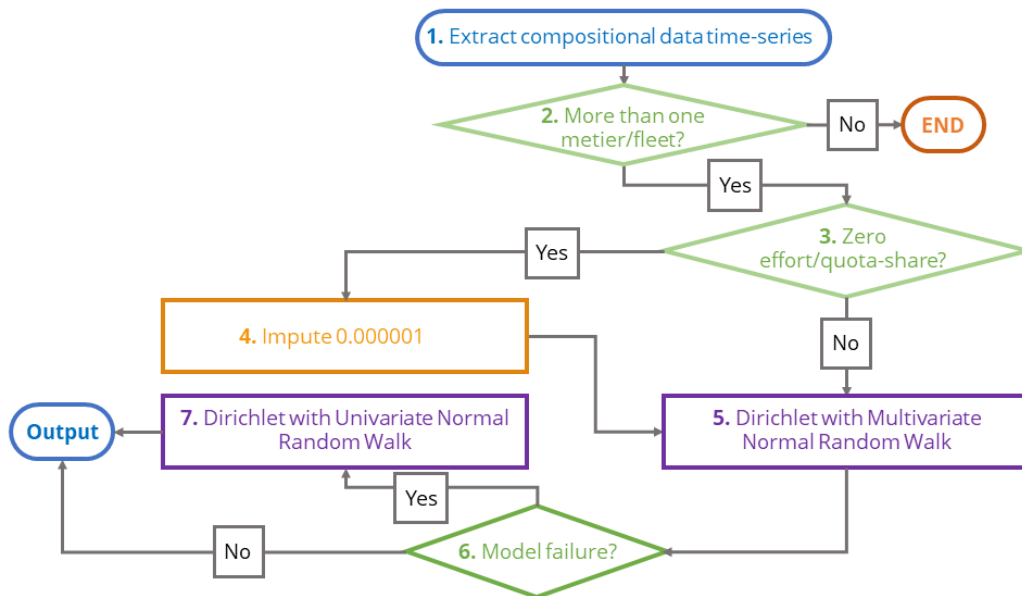 1. Extract compositional data time-series
2. More than one
metier/fleet?
No
END
Yes
3. Zero
effort/quota-share?
Yes
4. Impute 0.000001
No
Output
7. Dirichlet with Univariate Normal
Random Walk
5. Dirichlet with Multivariate
Normal Random Walk
Yes
6. Model failure?
No